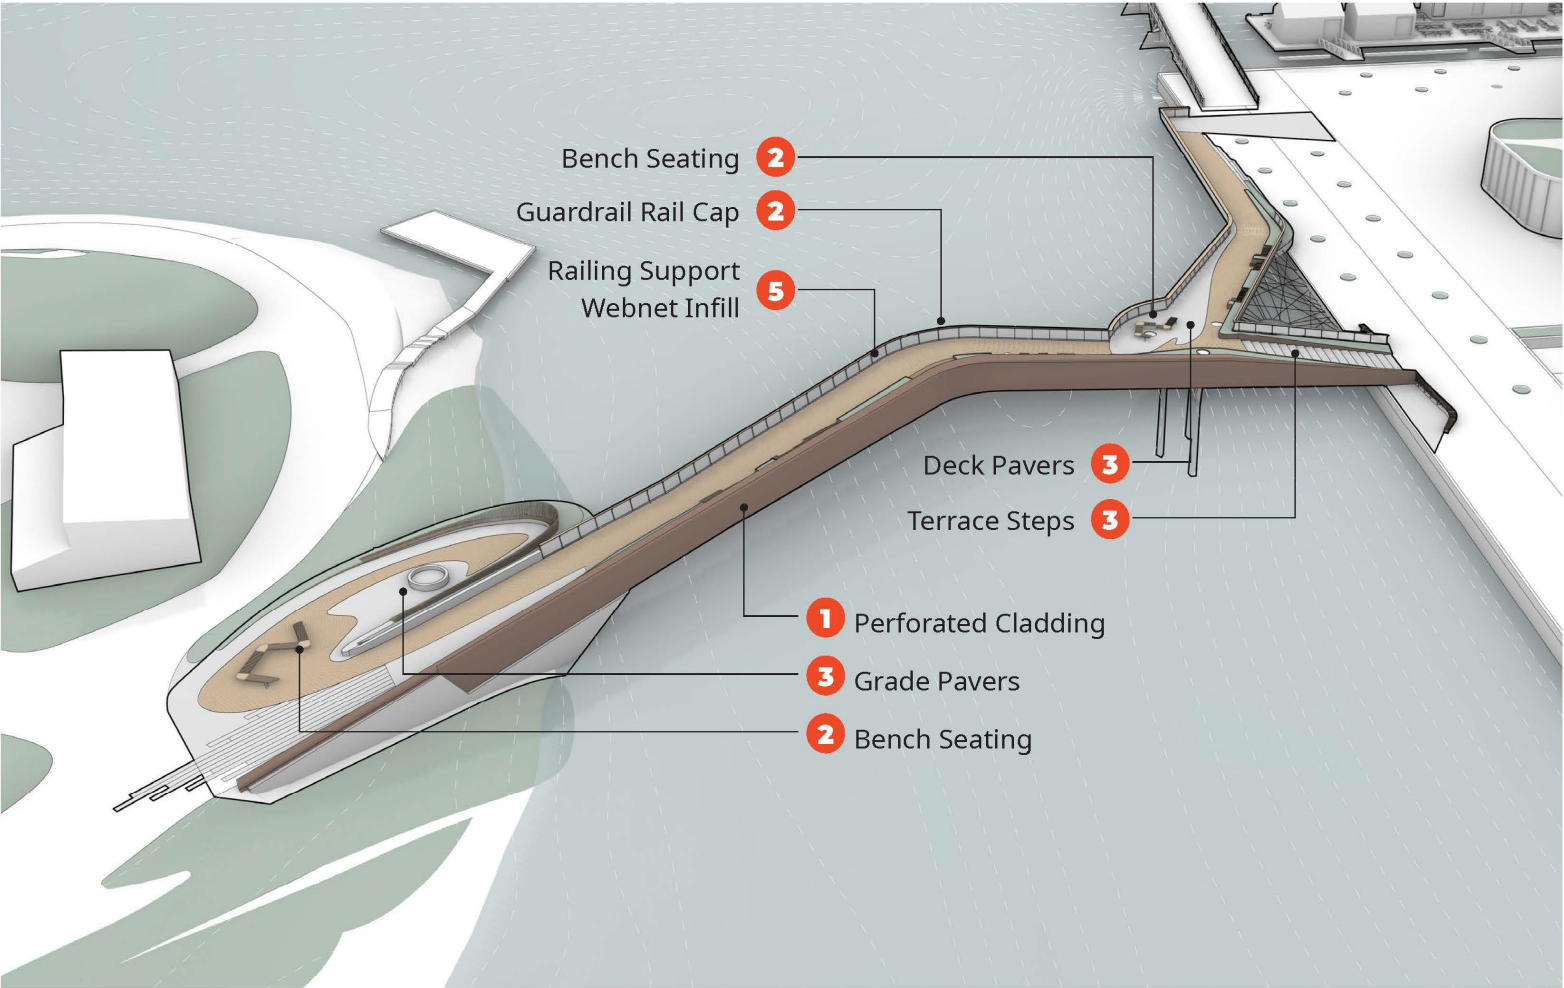 Bench Seating 2
Guardrail Rail Cap 2
Railing Support
Webnet Infill 5
Deck Pavers 3
Terrace Steps 3
1 Perforated Cladding
3 Grade Pavers
2 Bench Seating